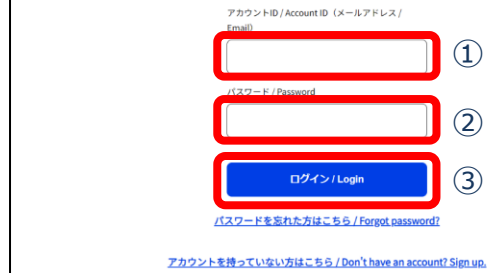 アカウントID / Account ID（メールアドレス /
Email）
①
パスワード / Password
②
ログイン / Login
③
パスワードを忘れた方はこちら / Forgot password?
アカウントを持っていない方はこちら / Don't have an account? Sign up.